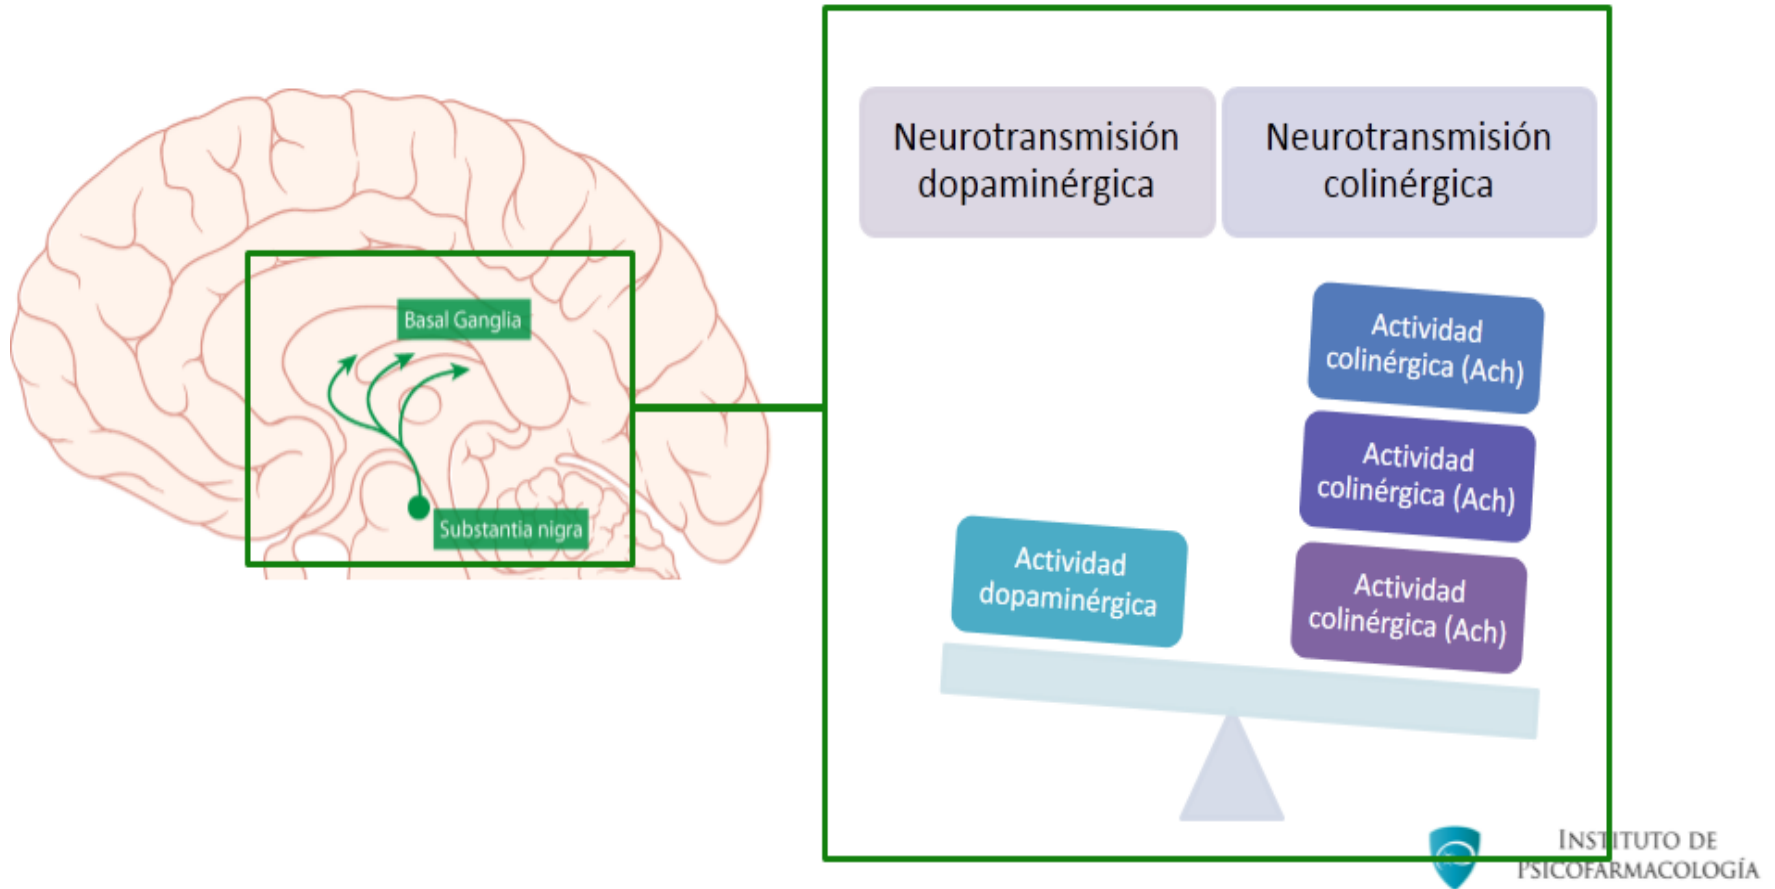 Basal Ganglia
Substantia nigra
Neurotransmisión
dopaminérgica
Neurotransmisión
colinérgica
Actividad
dopaminérgica
Actividad
colinérgica (Ach)
Actividad
colinérgica (Ach)
Actividad
colinérgica (Ach)
INSTITUTO DE
PSICOFARMACOLOGÍA